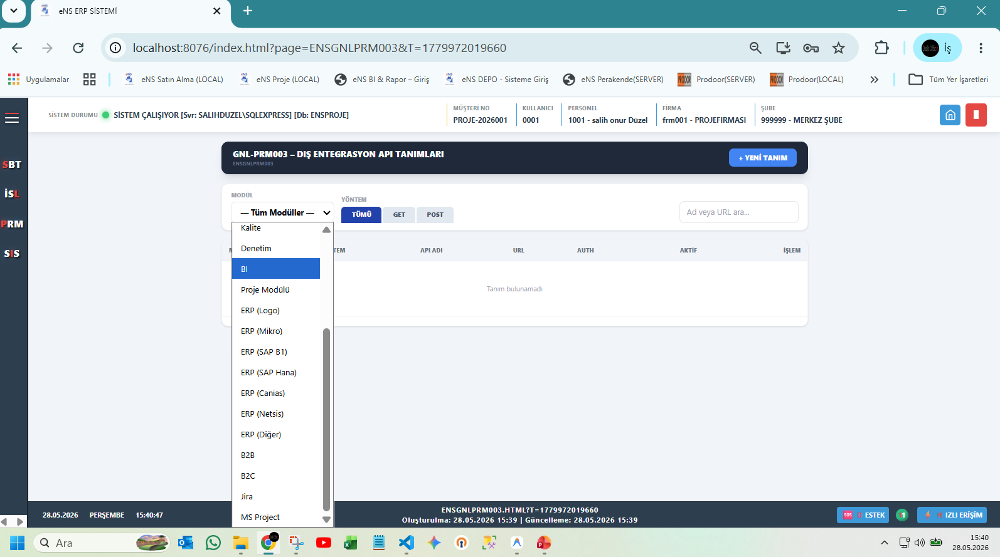 eNS ERP SİSTEMİ
localhost:8076/index.html?page=ENSGNLPRM003&T=1779972019660
İş
Uygulamalar
eNS Satın Alma (LOCAL)
eNS Proje (LOCAL)
eNS BI & Rapor – Giriş
eNS DEPO - Sisteme Giriş
eNS Perakende(SERVER)
Prodoor(SERVER)
Prodoor(LOCAL)
Tüm Yer İşaretleri
SİSTEM DURUMU
SİSTEM ÇALIŞIYOR [Svr: SALIHDUZEL\SQLEXPRESS] [Db: ENSPROJE]
MÜŞTERİ NO
PROJE-2026001
KULLANICI
0001
PERSONEL
1001 - salih onur Düzel
FİRMA
frm001 - PROJEFIRMASI
ŞUBE
999999 - MERKEZ ŞUBE
SBT
İSL
PRM
SIS
GNL-PRM003 – DIŞ ENTEGRASYON API TANIMLARI
ENSGNLPRM003
+ YENİ TANIM
MODÜL
— Tüm Modüller —
YÖNTEM
TÜMÜ
GET
POST
Ad veya URL ara...
TEM
API ADI
URL
AUTH
AKTİF
İŞLEM
Tanım bulunamadı
Kalite
Denetim
BI
Proje Modülü
ERP (Logo)
ERP (Mikro)
ERP (SAP B1)
ERP (SAP Hana)
ERP (Canias)
ERP (Netsis)
ERP (Diğer)
B2B
B2C
Jira
MS Project
28.05.2026 PERŞEMBE 15:40:47
ENSGNLPRM003.HTML?T=1779972019660
Oluşturulma: 28.05.2026 15:39 | Güncelleme: 28.05.2026 15:39
SOS DESTEK
HIZLI ERİŞİM
Ara
15:40
28.05.2026